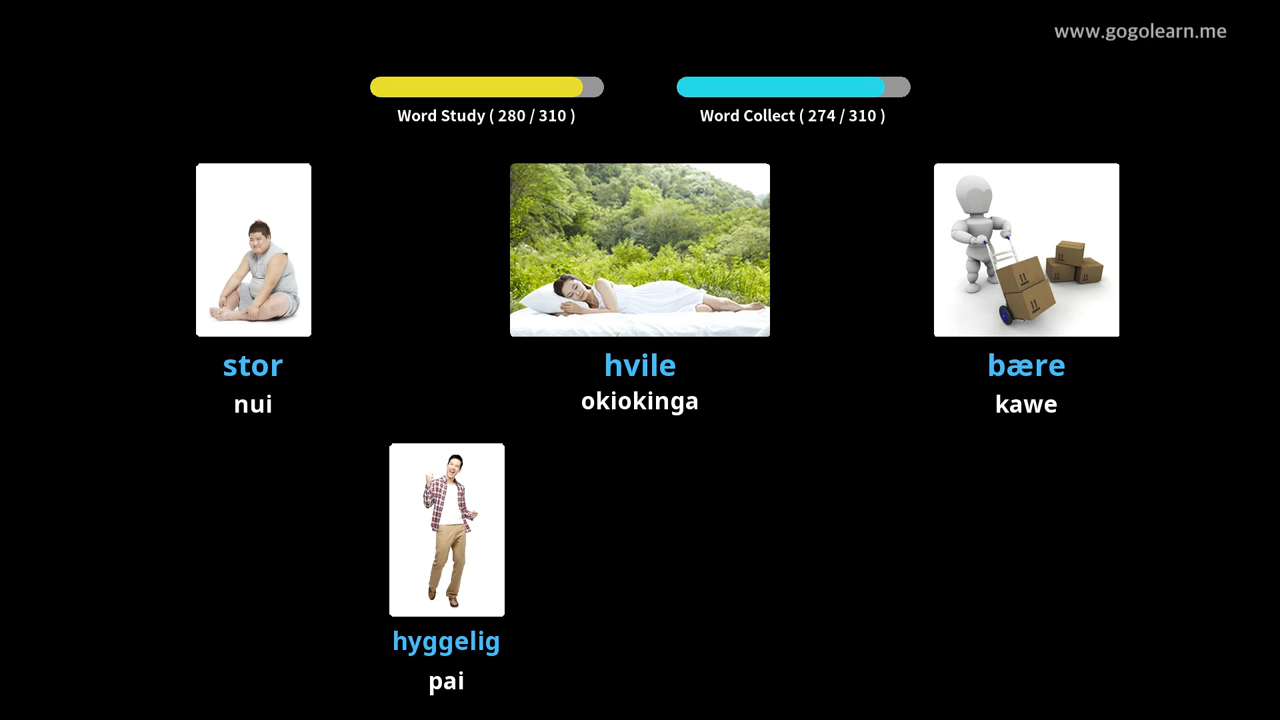 www.gogolearn.me
Word Study ( 280 / 310 )
Word Collect ( 274 / 310 )
stor
nui
hvile
okiokinga
bære
kawe
hyggelig
pai